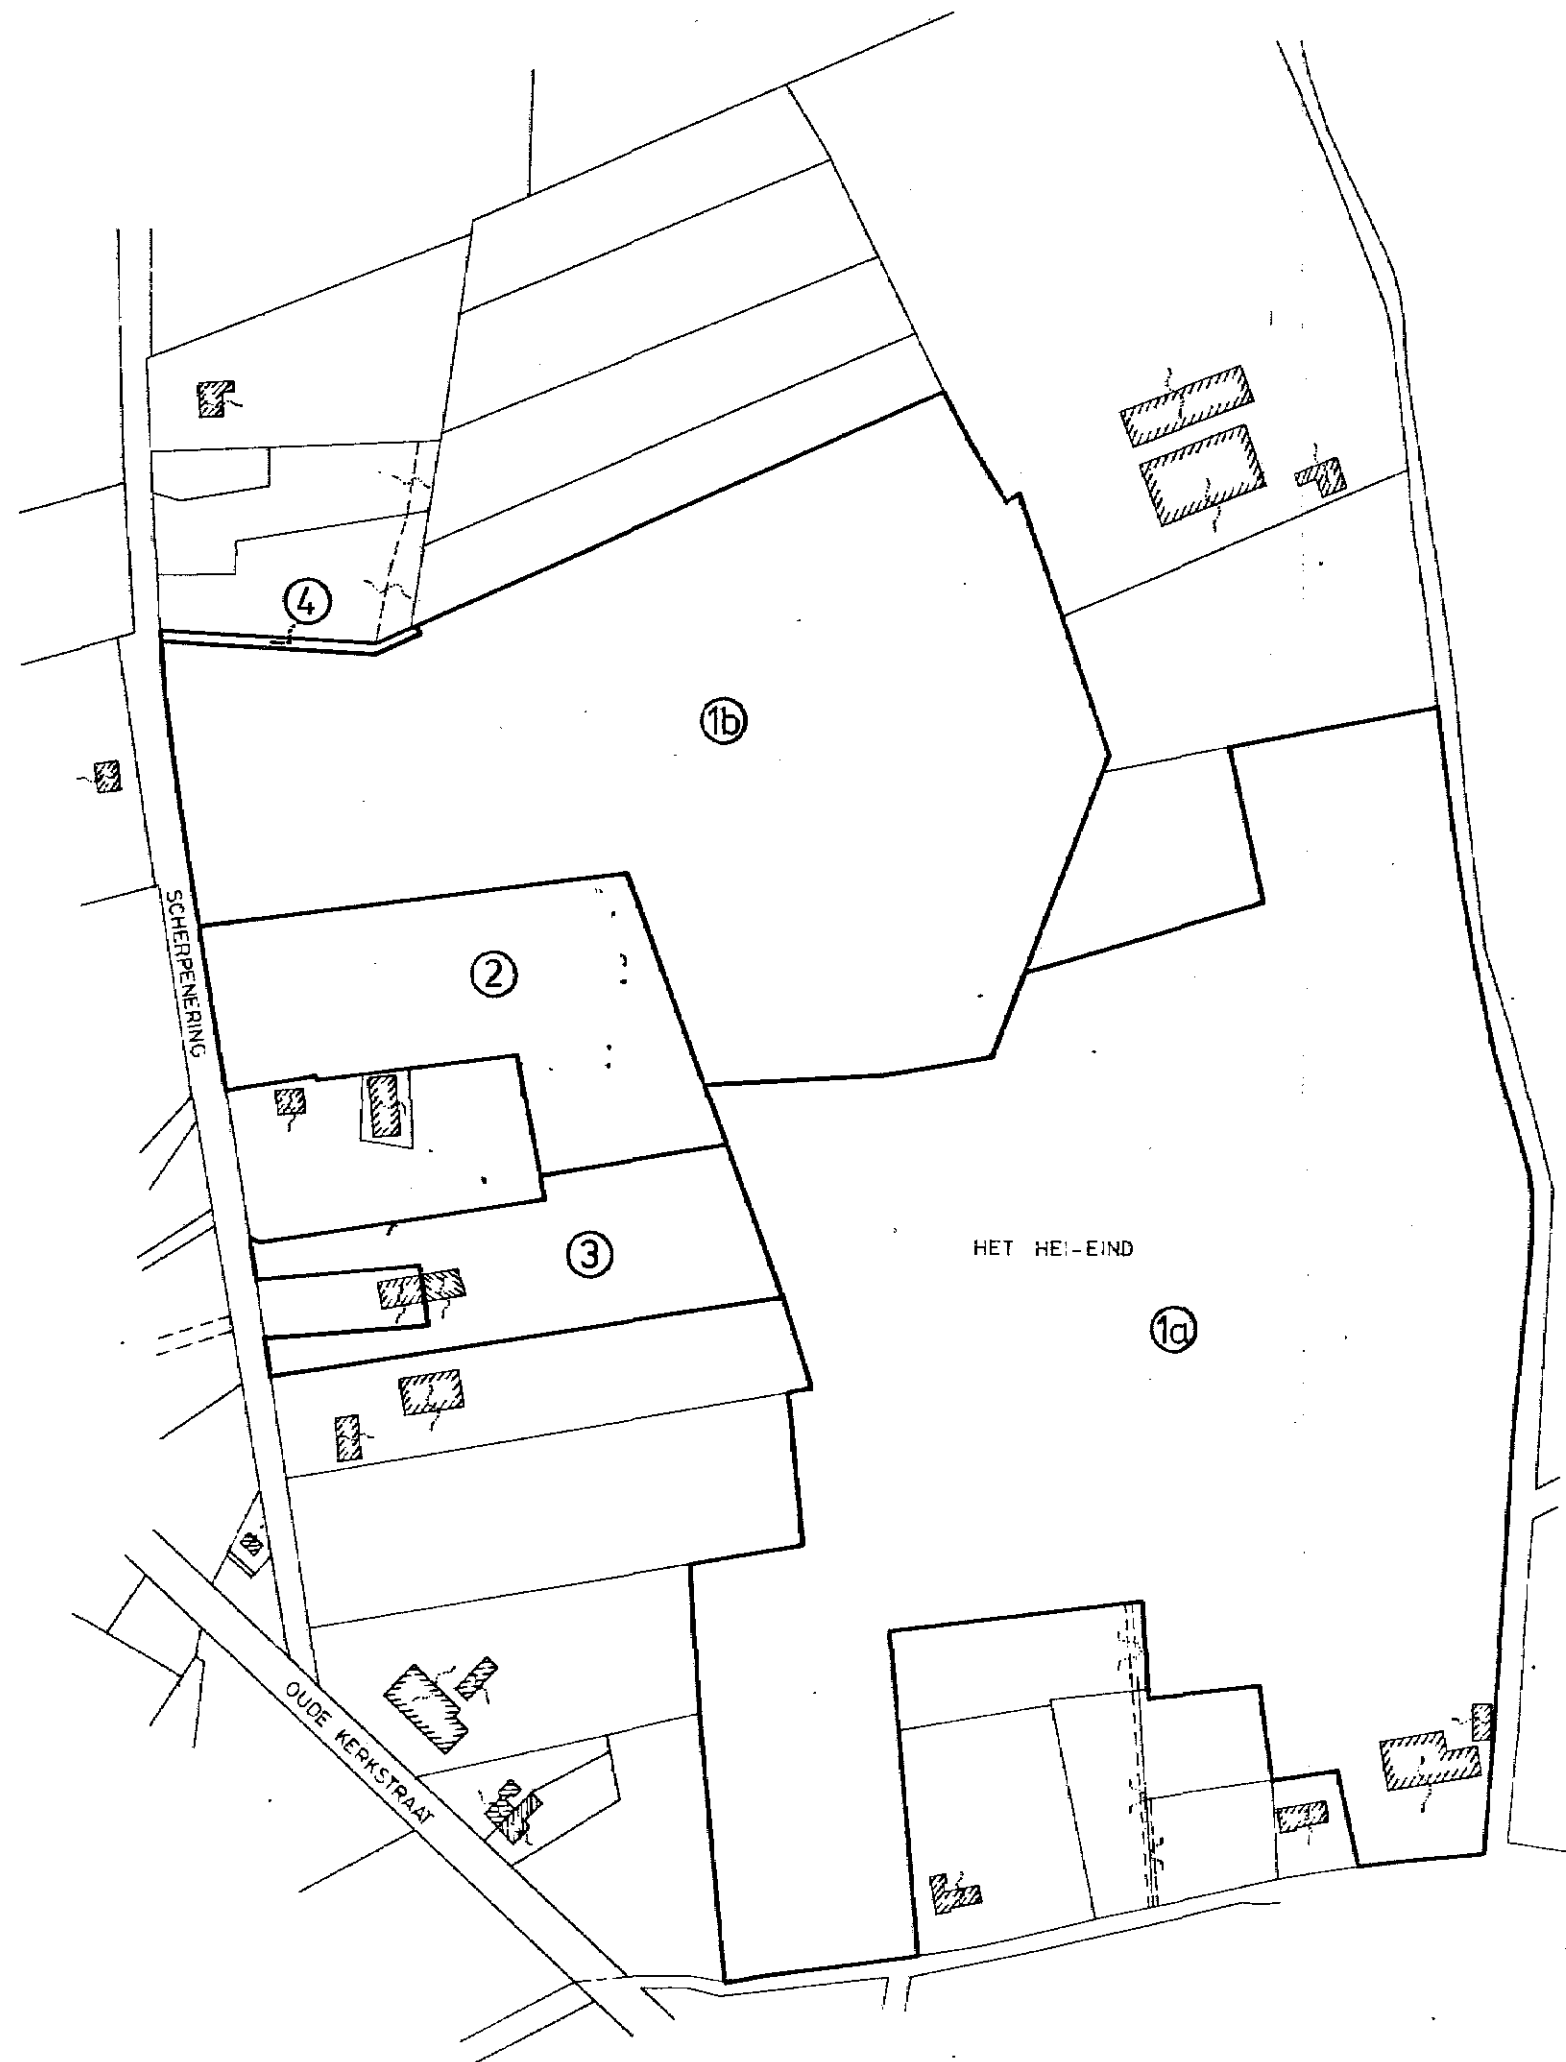 4
1b
SCHERPENERING
2
3
HET HEI-EIND
1a
OUDE KERKSTRAAT